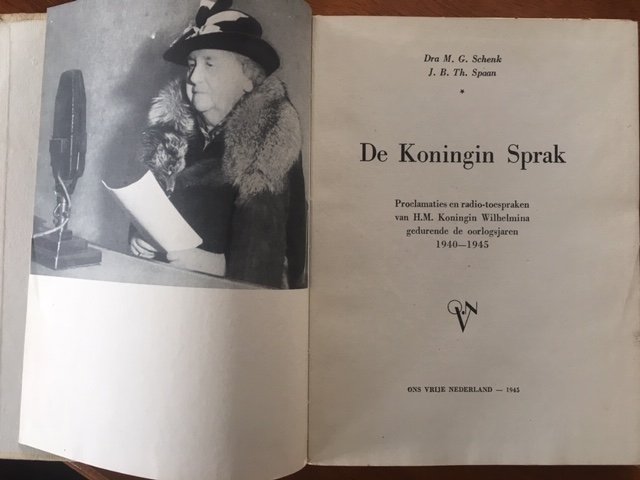 Dra M. G. Schenk
J. B. Th. Spaan
*
De Koningin Sprak
Proclamaties en radio-toespraken
van H.M. Koningin Wilhelmina
gedurende de oorlogsjaren
1940—1945
OVN
ONS VRIJE NEDERLAND — 1945